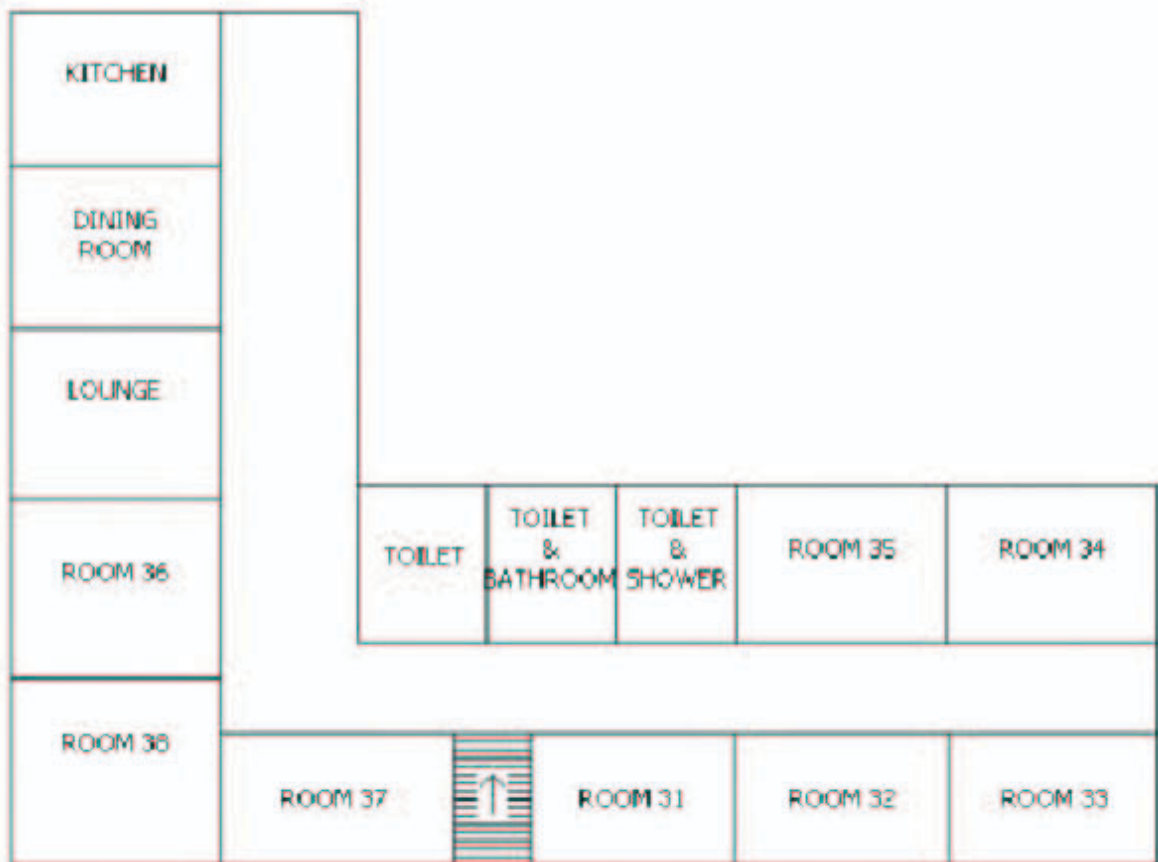 KITCHEN
DINING
ROOM
LOUNGE
ROOM 36
ROOM 38
TOILET
TOILET
&
BATHROOM
TOILET
&
SHOWER
ROOM 35
ROOM 34
ROOM 37
ROOM 31
ROOM 32
ROOM 33